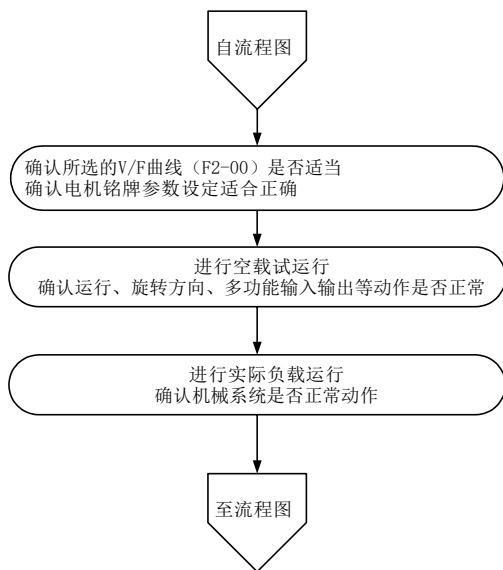 自流程图
确认所选的V/F曲线（F2-00）是否适当
确认电机铭牌参数设定适合正确
进行空载试运行
确认运行、旋转方向、多功能输入输出等动作是否正常
进行实际负载运行
确认机械系统是否正常动作
至流程图